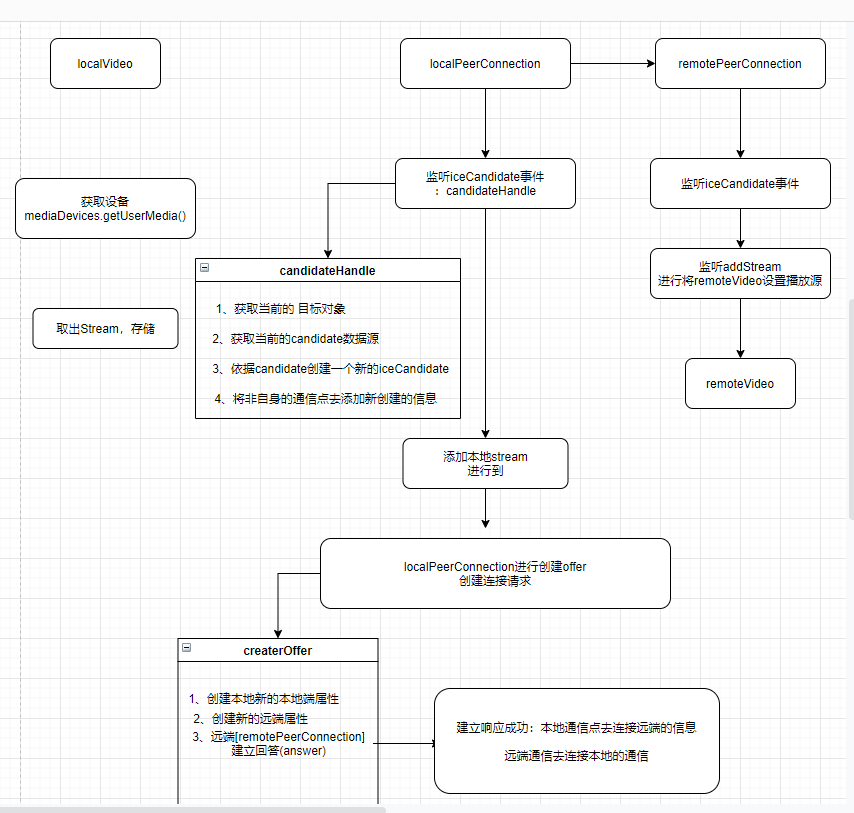 localVideo
localPeerConnection
remotePeerConnection
获取设备
mediaDevices.getUserMedia()
监听iceCandidate事件
：candidateHandle
监听iceCandidate事件
监听addStream
进行将remoteVideo设置播放源
candidateHandle
1、获取当前的 目标对象
2、获取当前的candidate数据源
3、依据candidate创建一个新的iceCandidate
4、将非自身的通信点去添加新创建的信息
取出Stream，存储
remoteVideo
添加本地stream
进行到
localPeerConnection进行创建offer
创建连接请求
createrOffer
1、创建本地新的本地端属性
2、创建新的远端属性
3、远端[remotePeerConnection]
建立回答(answer)
建立响应成功：本地通信点去连接远端的信息
远端通信去连接本地的通信